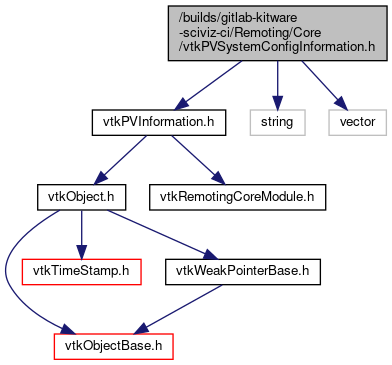 /builds/gitlab-kitware
-sciviz-ci/Remoting/Core
/vtkPVSystemConfigInformation.h
vtkPVInformation.h
string
vector
vtkObject.h
vtkRemotingCoreModule.h
vtkTimeStamp.h
vtkWeakPointerBase.h
vtkObjectBase.h